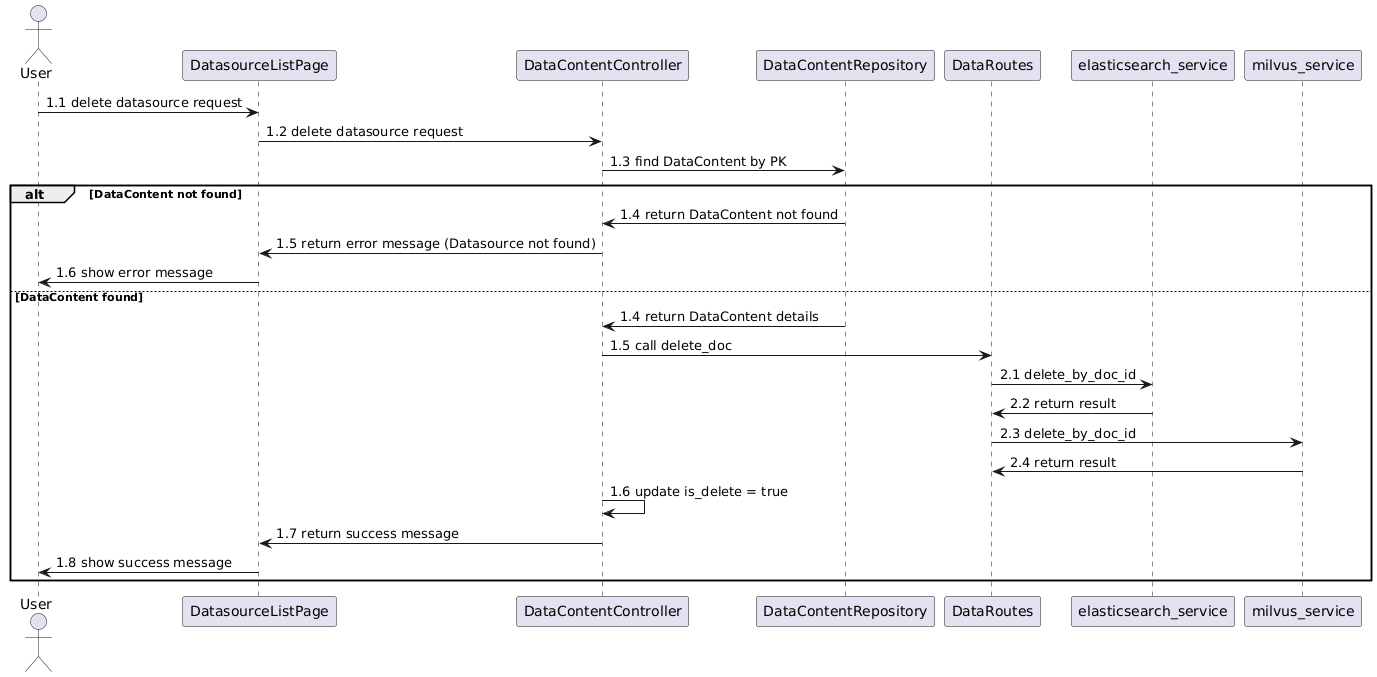 User
DatasourceListPage
DataContentController
DataContentRepository
DataRoutes
elasticsearch_service
milvus_service
1.1 delete datasource request
1.2 delete datasource request
1.3 find DataContent by PK
alt
[DataContent not found]
1.4 return DataContent not found
1.5 return error message (Datasource not found)
1.6 show error message
[DataContent found]
1.4 return DataContent details
1.5 call delete_doc
2.1 delete_by_doc_id
2.2 return result
2.3 delete_by_doc_id
2.4 return result
1.6 update is_delete = true
1.7 return success message
1.8 show success message
User
DatasourceListPage
DataContentController
DataContentRepository
DataRoutes
elasticsearch_service
milvus_service